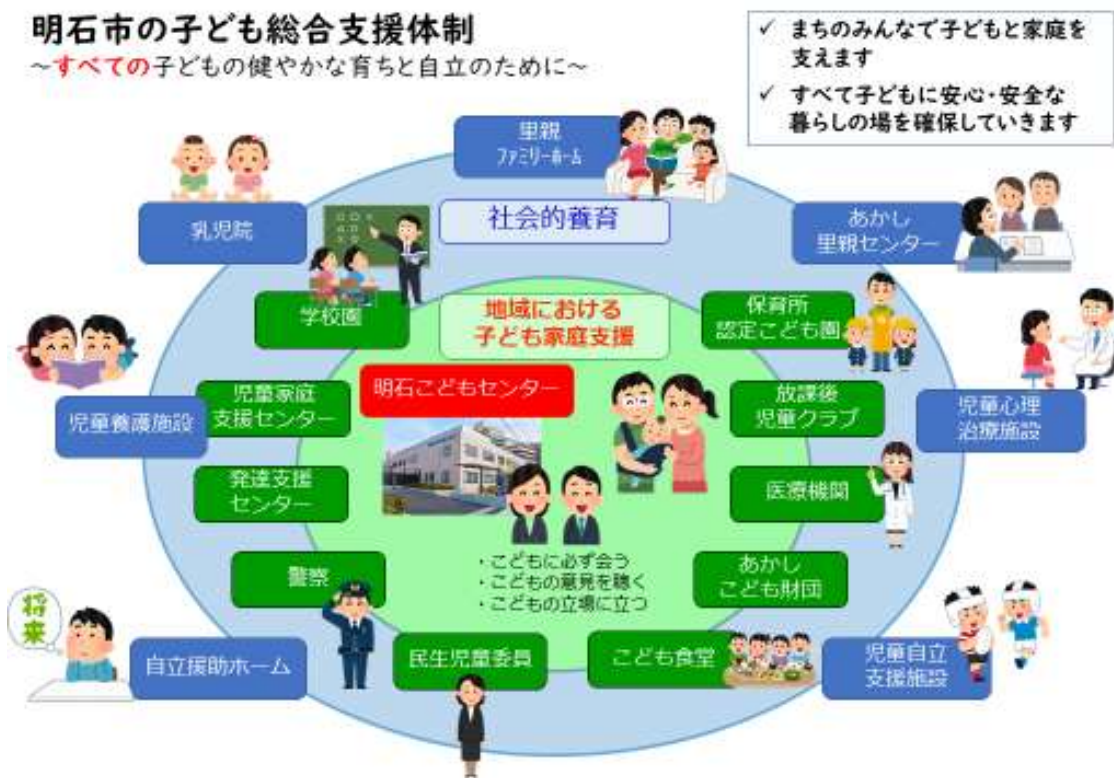 明石市の子ども総合支援体制
～すべての子どもの健やかな育ちと自立のために～
✓ まちのみんなで子どもと家庭を
支えます
✓ すべて子どもに安心・安全な
暮らしの場を確保していきます
里親
ファミリーホーム
社会的養育
乳児院
あかし
里親センター
学校園
地域における
子ども家庭支援
保育所
認定こども園
明石こどもセンター
児童家庭
支援センター
放課後
児童クラブ
児童養護施設
児童心理
治療施設
発達支援
センター
医療機関
警察
・こどもに必ず会う
・こどもの意見を聴く
・こどもの立場に立つ
あかし
こども財団
将来
自立援助ホーム
民生児童委員
こども食堂
児童自立
支援施設